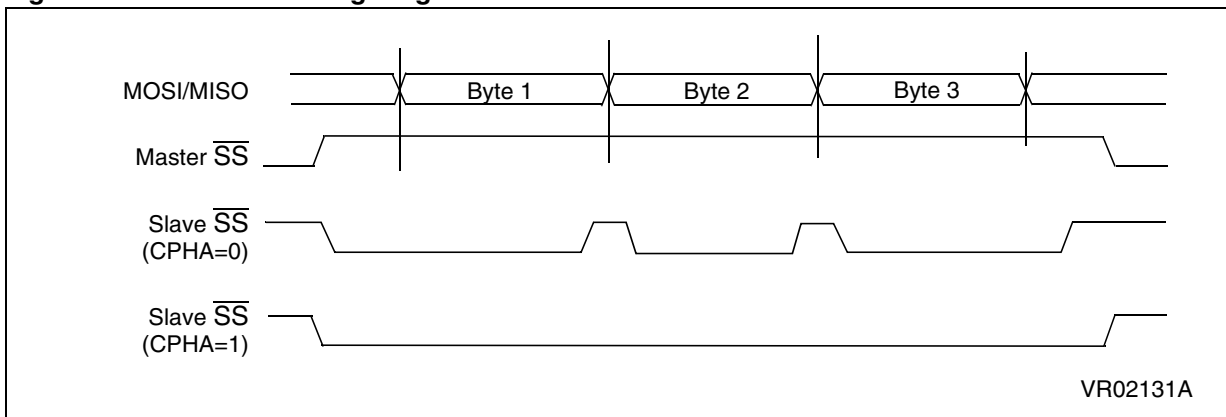 MOSI/MISO Byte 1 Byte 2 Byte 3
Master SS
Slave SS
(CPHA=0)
Slave SS
(CPHA=1)
VR02131A